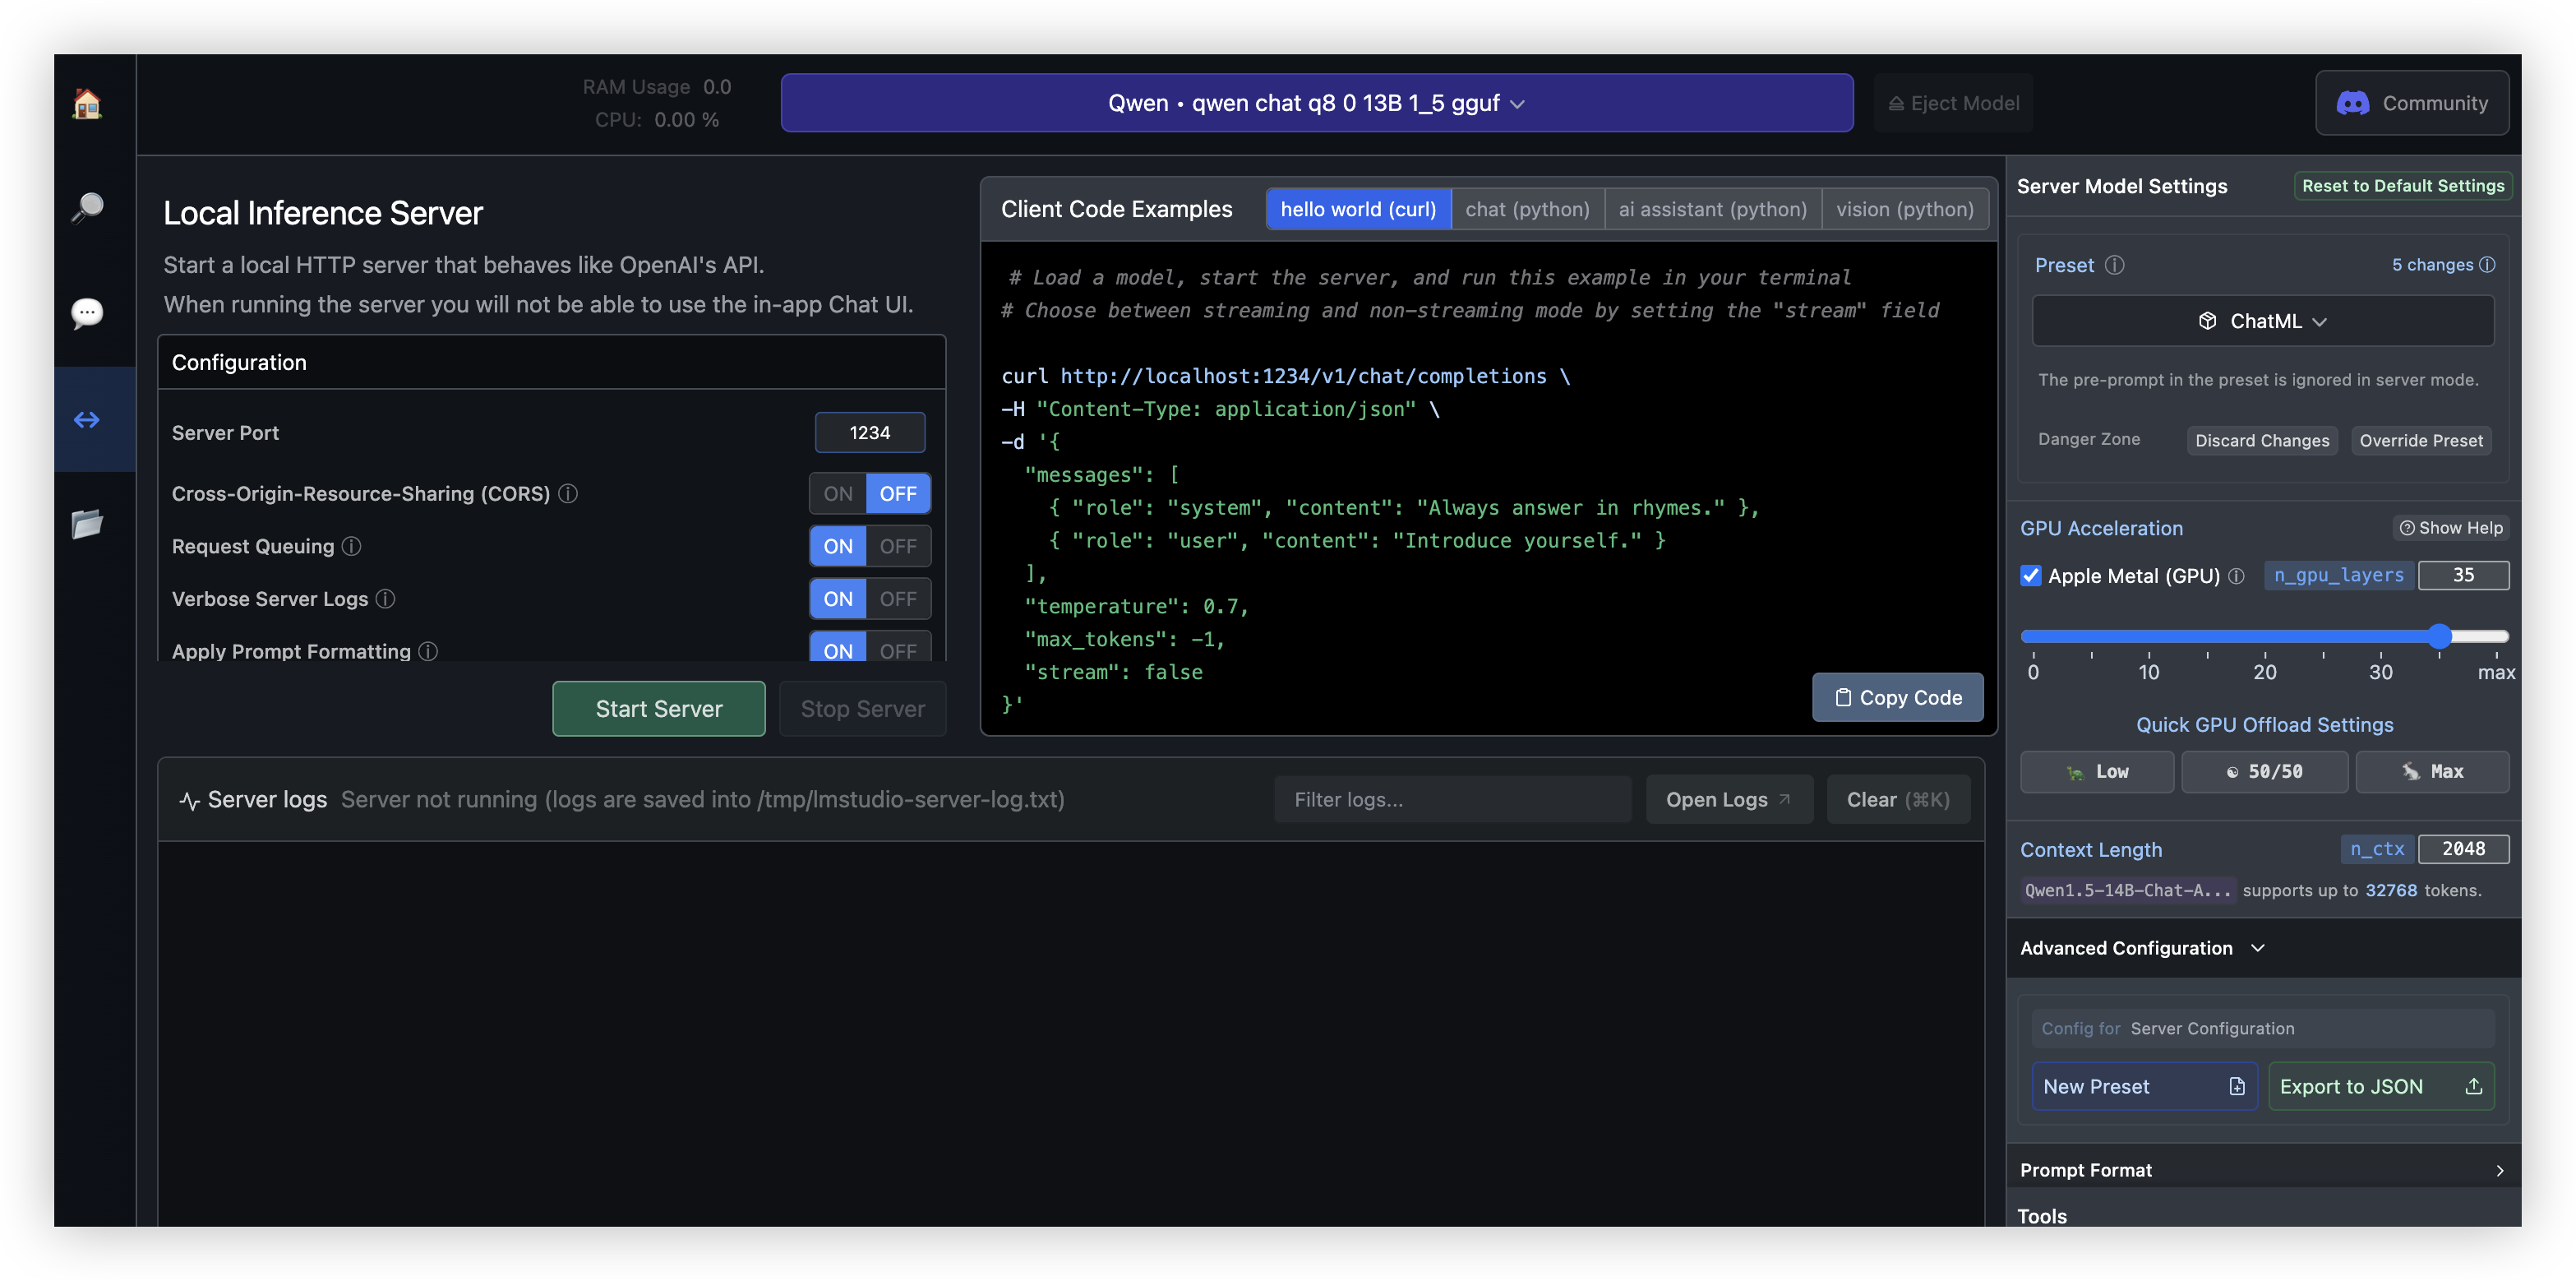 RAM Usage 0.0
CPU: 0.00 %
Qwen • qwen chat q8 0 13B 1_5 gguf
Eject Model
Community
Local Inference Server
Start a local HTTP server that behaves like OpenAI's API.
When running the server you will not be able to use the in-app Chat UI.
Configuration
Server Port 1234
Cross-Origin-Resource-Sharing (CORS) ON OFF
Request Queuing ON OFF
Verbose Server Logs ON OFF
Apply Prompt Formatting ON OFF
Start Server Stop Server
Client Code Examples hello world (curl) chat (python) ai assistant (python) vision (python)
# Load a model, start the server, and run this example in your terminal
# Choose between streaming and non-streaming mode by setting the "stream" field
curl http://localhost:1234/v1/chat/completions \
-H "Content-Type: application/json" \
-d '{
"messages": [
{ "role": "system", "content": "Always answer in rhymes." },
{ "role": "user", "content": "Introduce yourself." }
],
"temperature": 0.7,
"max_tokens": -1,
"stream": false
}'
Copy Code
Server logs Server not running (logs are saved into /tmp/lmstudio-server-log.txt) Filter logs... Open Logs Clear (⌘K)
Server Model Settings Reset to Default Settings
Preset 5 changes
ChatML
The pre-prompt in the preset is ignored in server mode.
Danger Zone Discard Changes Override Preset
GPU Acceleration Show Help
Apple Metal (GPU) n_gpu_layers 35
0 10 20 30 max
Quick GPU Offload Settings
Low 50/50 Max
Context Length n_ctx 2048
Qwen1.5-14B-Chat-A... supports up to 32768 tokens.
Advanced Configuration
Config for Server Configuration
New Preset Export to JSON
Prompt Format
Tools